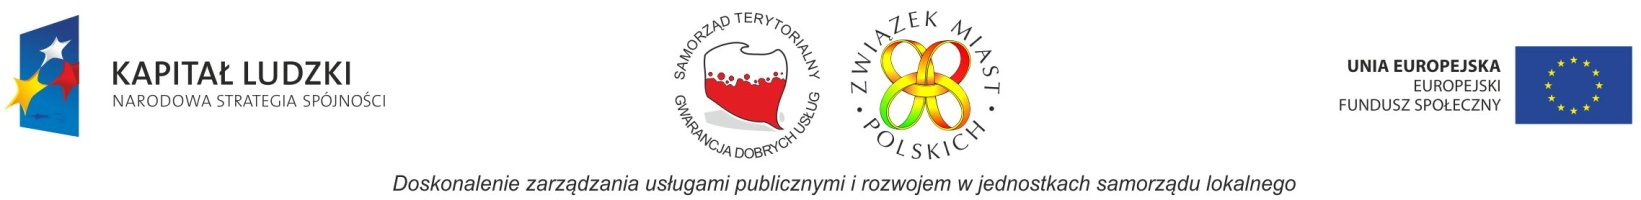 KAPITAŁ LUDZKI
NARODOWA STRATEGIA SPÓJNOŚCI
SAMORZĄD TERYTORIALNY
GWARANCJA DOBRYCH USŁUG
ZWIĄZEK MIAST
• POLSKICH •
UNIA EUROPEJSKA
EUROPEJSKI
FUNDUSZ SPOŁECZNY
Doskonalenie zarządzania usługami publicznymi i rozwojem w jednostkach samorządu lokalnego